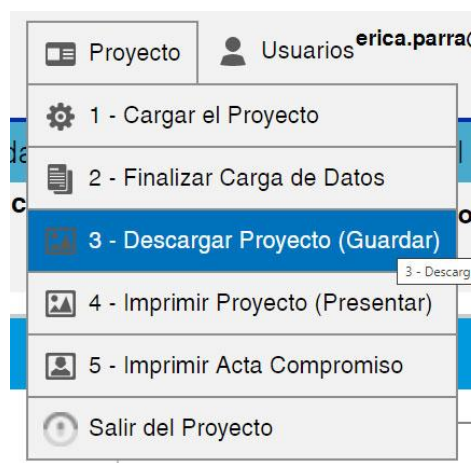 Proyecto Usuarios erica.parra
1 - Cargar el Proyecto
2 - Finalizar Carga de Datos
3 - Descargar Proyecto (Guardar)
3 - Descarg
4 - Imprimir Proyecto (Presentar)
5 - Imprimir Acta Compromiso
Salir del Proyecto